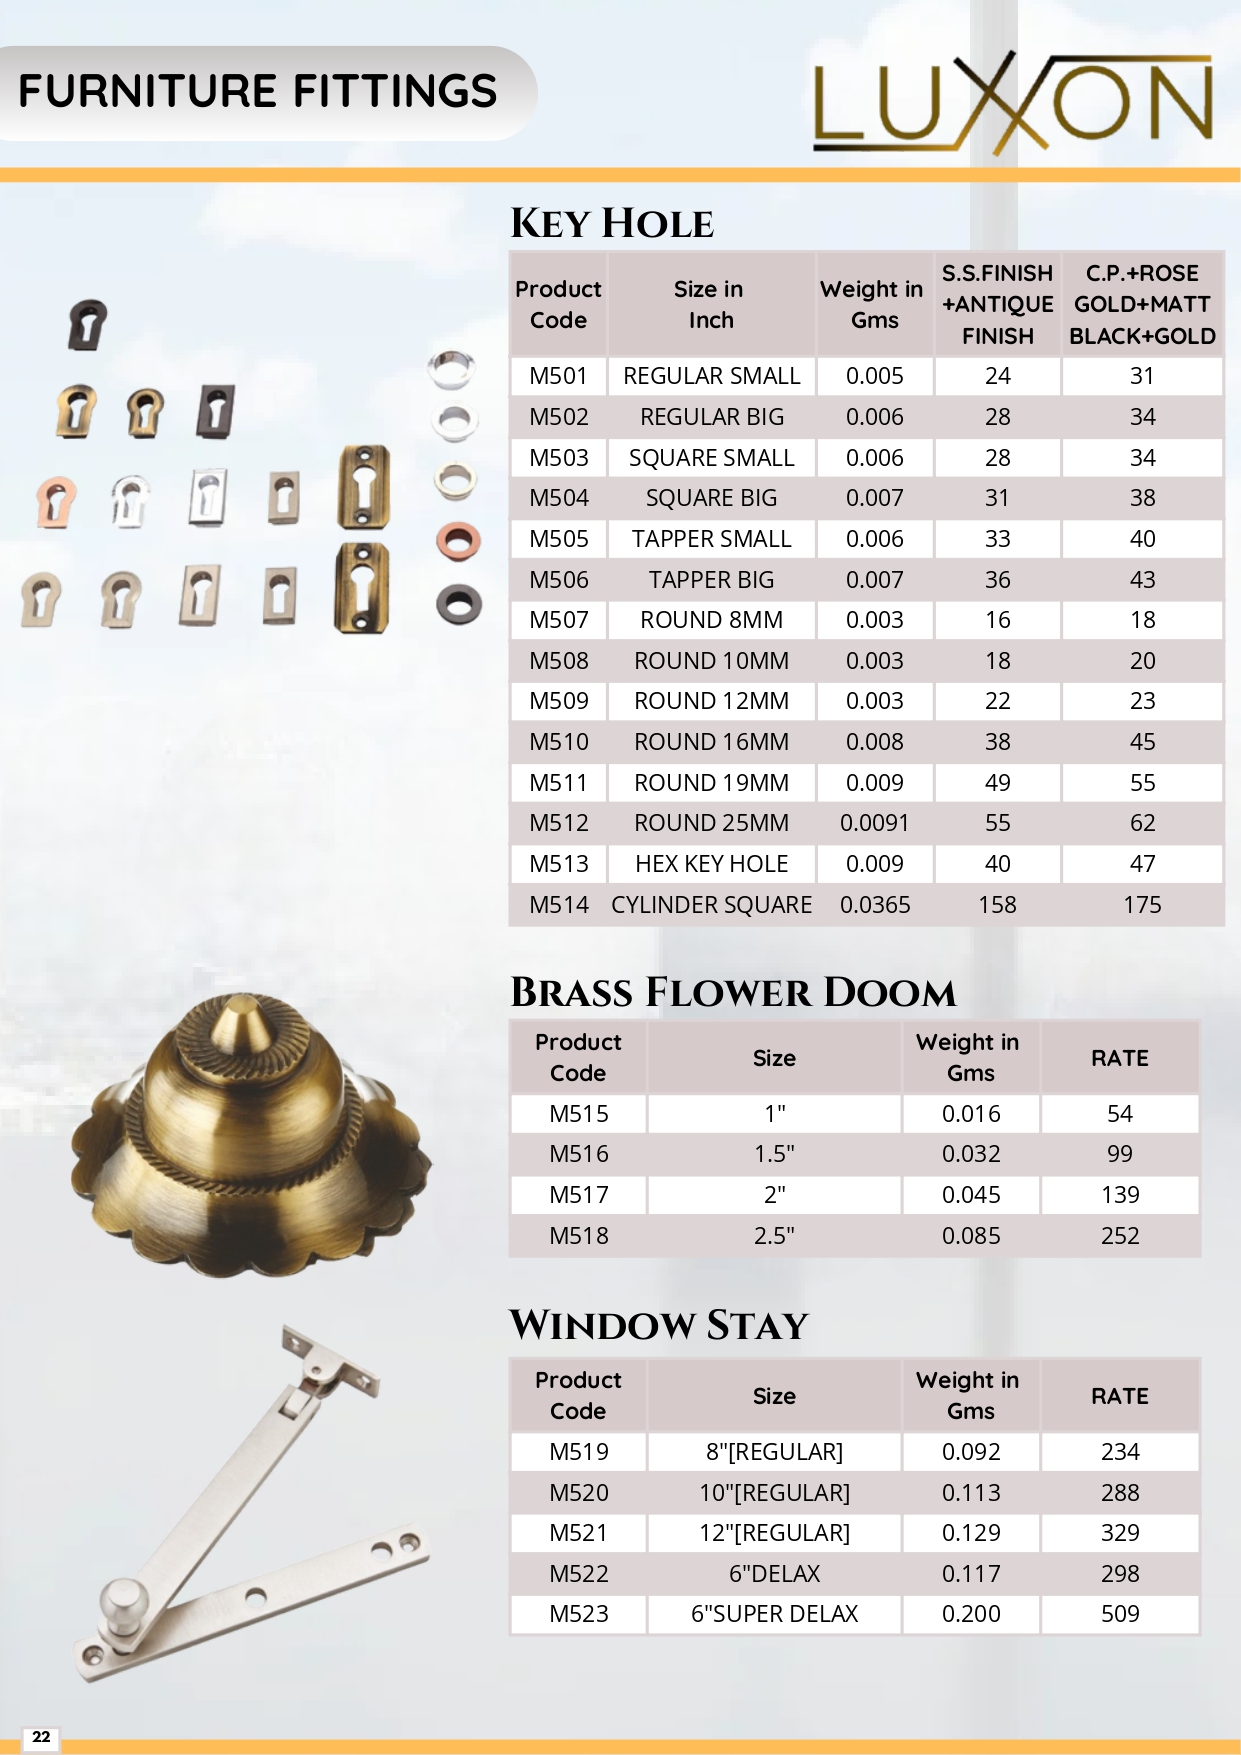 FURNITURE FITTINGS
LUXXON
KEY HOLE
Product Code Size in Inch Weight in Gms S.S.FINISH +ANTIQUE FINISH C.P.+ROSE GOLD+MATT BLACK+GOLD
M501 REGULAR SMALL 0.005 24 31
M502 REGULAR BIG 0.006 28 34
M503 SQUARE SMALL 0.006 28 34
M504 SQUARE BIG 0.007 31 38
M505 TAPPER SMALL 0.006 33 40
M506 TAPPER BIG 0.007 36 43
M507 ROUND 8MM 0.003 16 18
M508 ROUND 10MM 0.003 18 20
M509 ROUND 12MM 0.003 22 23
M510 ROUND 16MM 0.008 38 45
M511 ROUND 19MM 0.009 49 55
M512 ROUND 25MM 0.0091 55 62
M513 HEX KEY HOLE 0.009 40 47
M514 CYLINDER SQUARE 0.0365 158 175
BRASS FLOWER DOOM
Product Code Size Weight in Gms RATE
M515 1" 0.016 54
M516 1.5" 0.032 99
M517 2" 0.045 139
M518 2.5" 0.085 252
WINDOW STAY
Product Code Size Weight in Gms RATE
M519 8"[REGULAR] 0.092 234
M520 10"[REGULAR] 0.113 288
M521 12"[REGULAR] 0.129 329
M522 6"DELAX 0.117 298
M523 6"SUPER DELAX 0.200 509
22